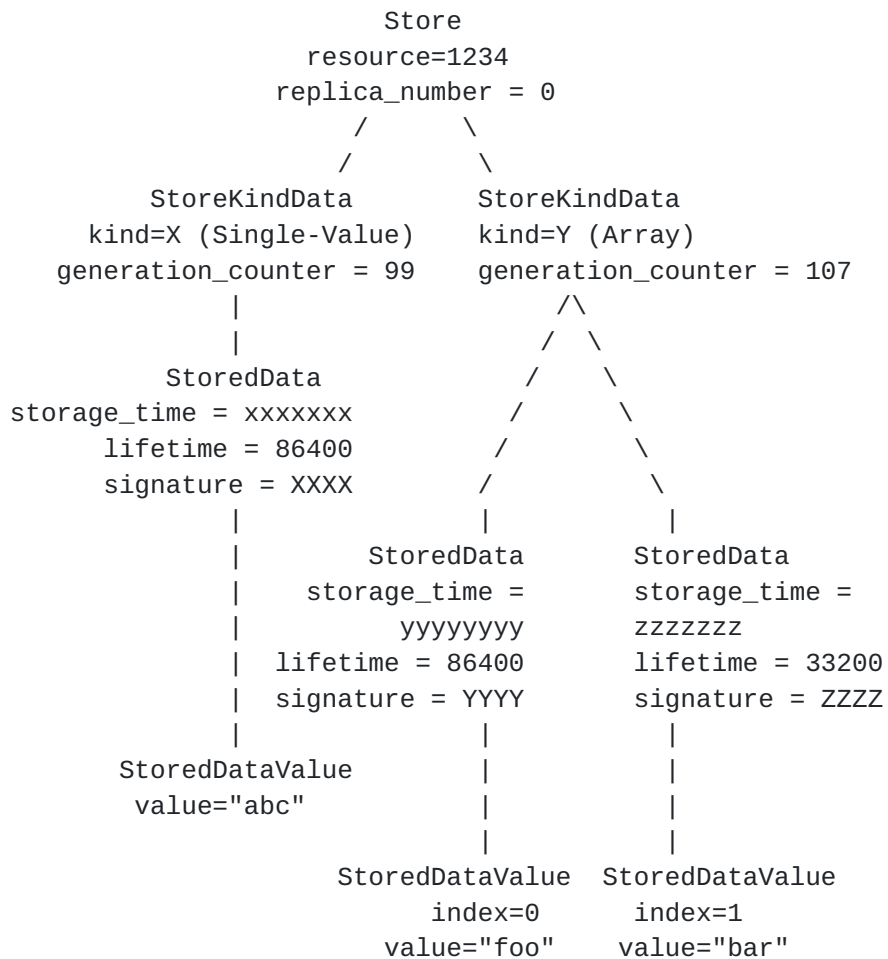 Store
resource=1234
replica_number = 0
/ \
/ \
StoreKindData StoreKindData
kind=X (Single-Value) kind=Y (Array)
generation_counter = 99 generation_counter = 107
| /\
| / \
StoredData / \
storage_time = xxxxxxx / \
lifetime = 86400 / \
signature = XXXX / \
| | |
| StoredData StoredData
| storage_time = storage_time =
| yyyyyyyy zzzzzzz
| lifetime = 86400 lifetime = 33200
| signature = YYYY signature = ZZZZ
| | |
StoredDataValue | |
value="abc" | |
| |
StoredDataValue StoredDataValue
index=0 index=1
value="foo" value="bar"